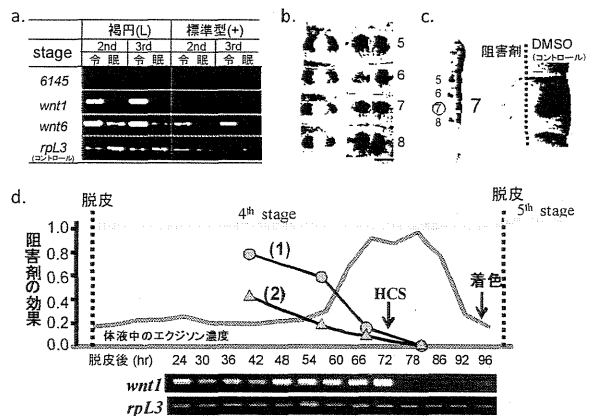 a.
褐円(L) 標準型(+)
stage 2nd 3rd 2nd 3rd
令 眠 令 眠 令 眠 令 眠
6145
wnt1
wnt6
rpL3
(コントロール)
b.
5
6
7
8
c.
阻害剤
DMSO
(コントロール)
5
6
7
8
7
d.
脱皮
4th stage
脱皮
5th stage
阻害剤の効果
1.0
0.8
0.6
0.4
0.2
0.0
(1)
(2)
HCS
着色
体液中のエクジソン濃度
脱皮後 (hr) 24 30 36 42 48 54 60 66 72 78 86 92 96
wnt1
rpL3